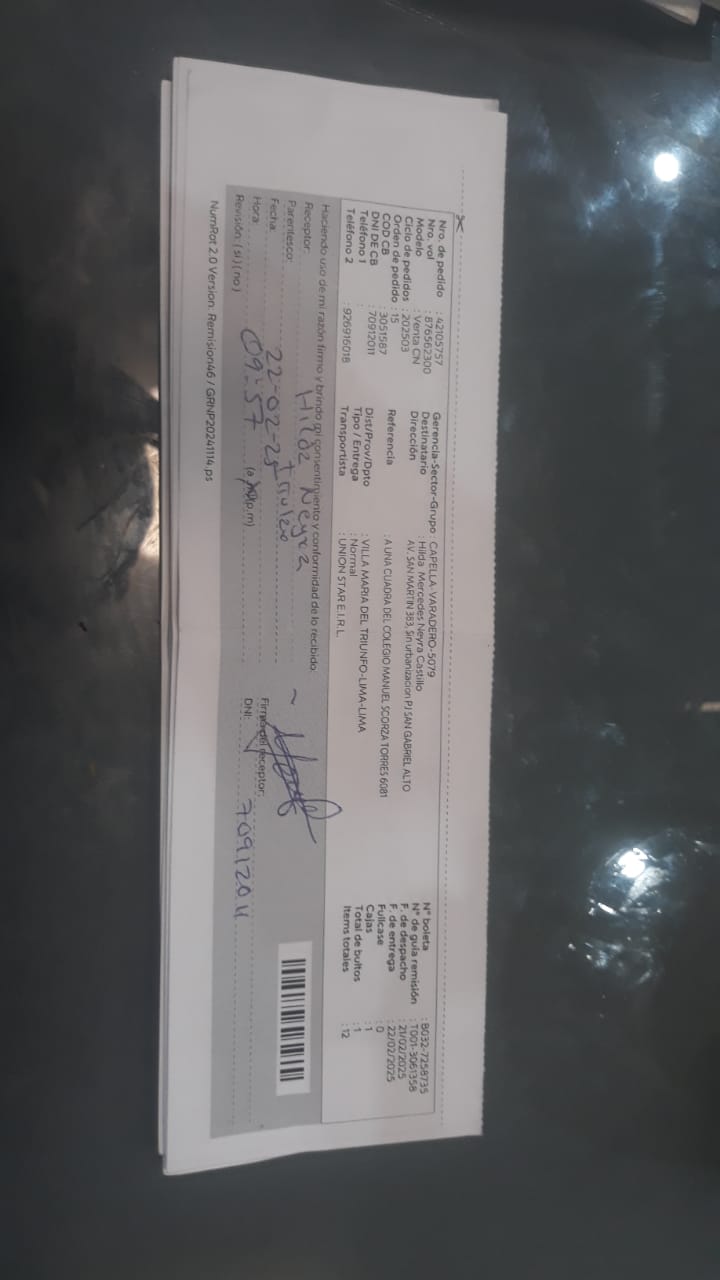 Nro. de pedido : 42105757
Nro. vol : 876562300
Modelo : Venta CN
Ciclo de pedidos : 202503
Orden de pedido : 15
COD CB : 3051587
DNI DE CB : 70912011
Teléfono 1 :
Teléfono 2 : 926916018
Gerencia-Sector-Grupo : CAPELLA-VARADERO-5079
Destinatario : Hilda Mercedes Neyra Castillo
Dirección AV. SAN MARTIN 383, Sin urbanizacion PJ SAN GABRIEL ALTO
Referencia : A UNA CUADRA DEL COLEGIO MANUEL SCORZA TORRES 6081
Dist/Prov/Dpto : VILLA MARIA DEL TRIUNFO-LIMA-LIMA
Tipo / Entrega : Normal
Transportista : UNION STAR E.I.R.L.
N° boleta : B032-7258735
N° de guía remisión : T001-3061358
F. de despacho : 21/02/2025
F. de entrega : 22/02/2025
Fullcase : 0
Cajas : 1
Total de bultos : 1
Items totales : 12
Haciendo uso de mi razón firmo y brindo mi consentimiento y conformidad de lo recibido.
Receptor: Hilda Neyra
Parentesco: titular
Fecha: 22-02-25
Hora: 09-57 (a.m/p.m)
Revisión: (si) (no)
Firma del receptor:
DNI: 70912011
NumRot 2.0 Version: Remision46 / GRNP20241114.ps